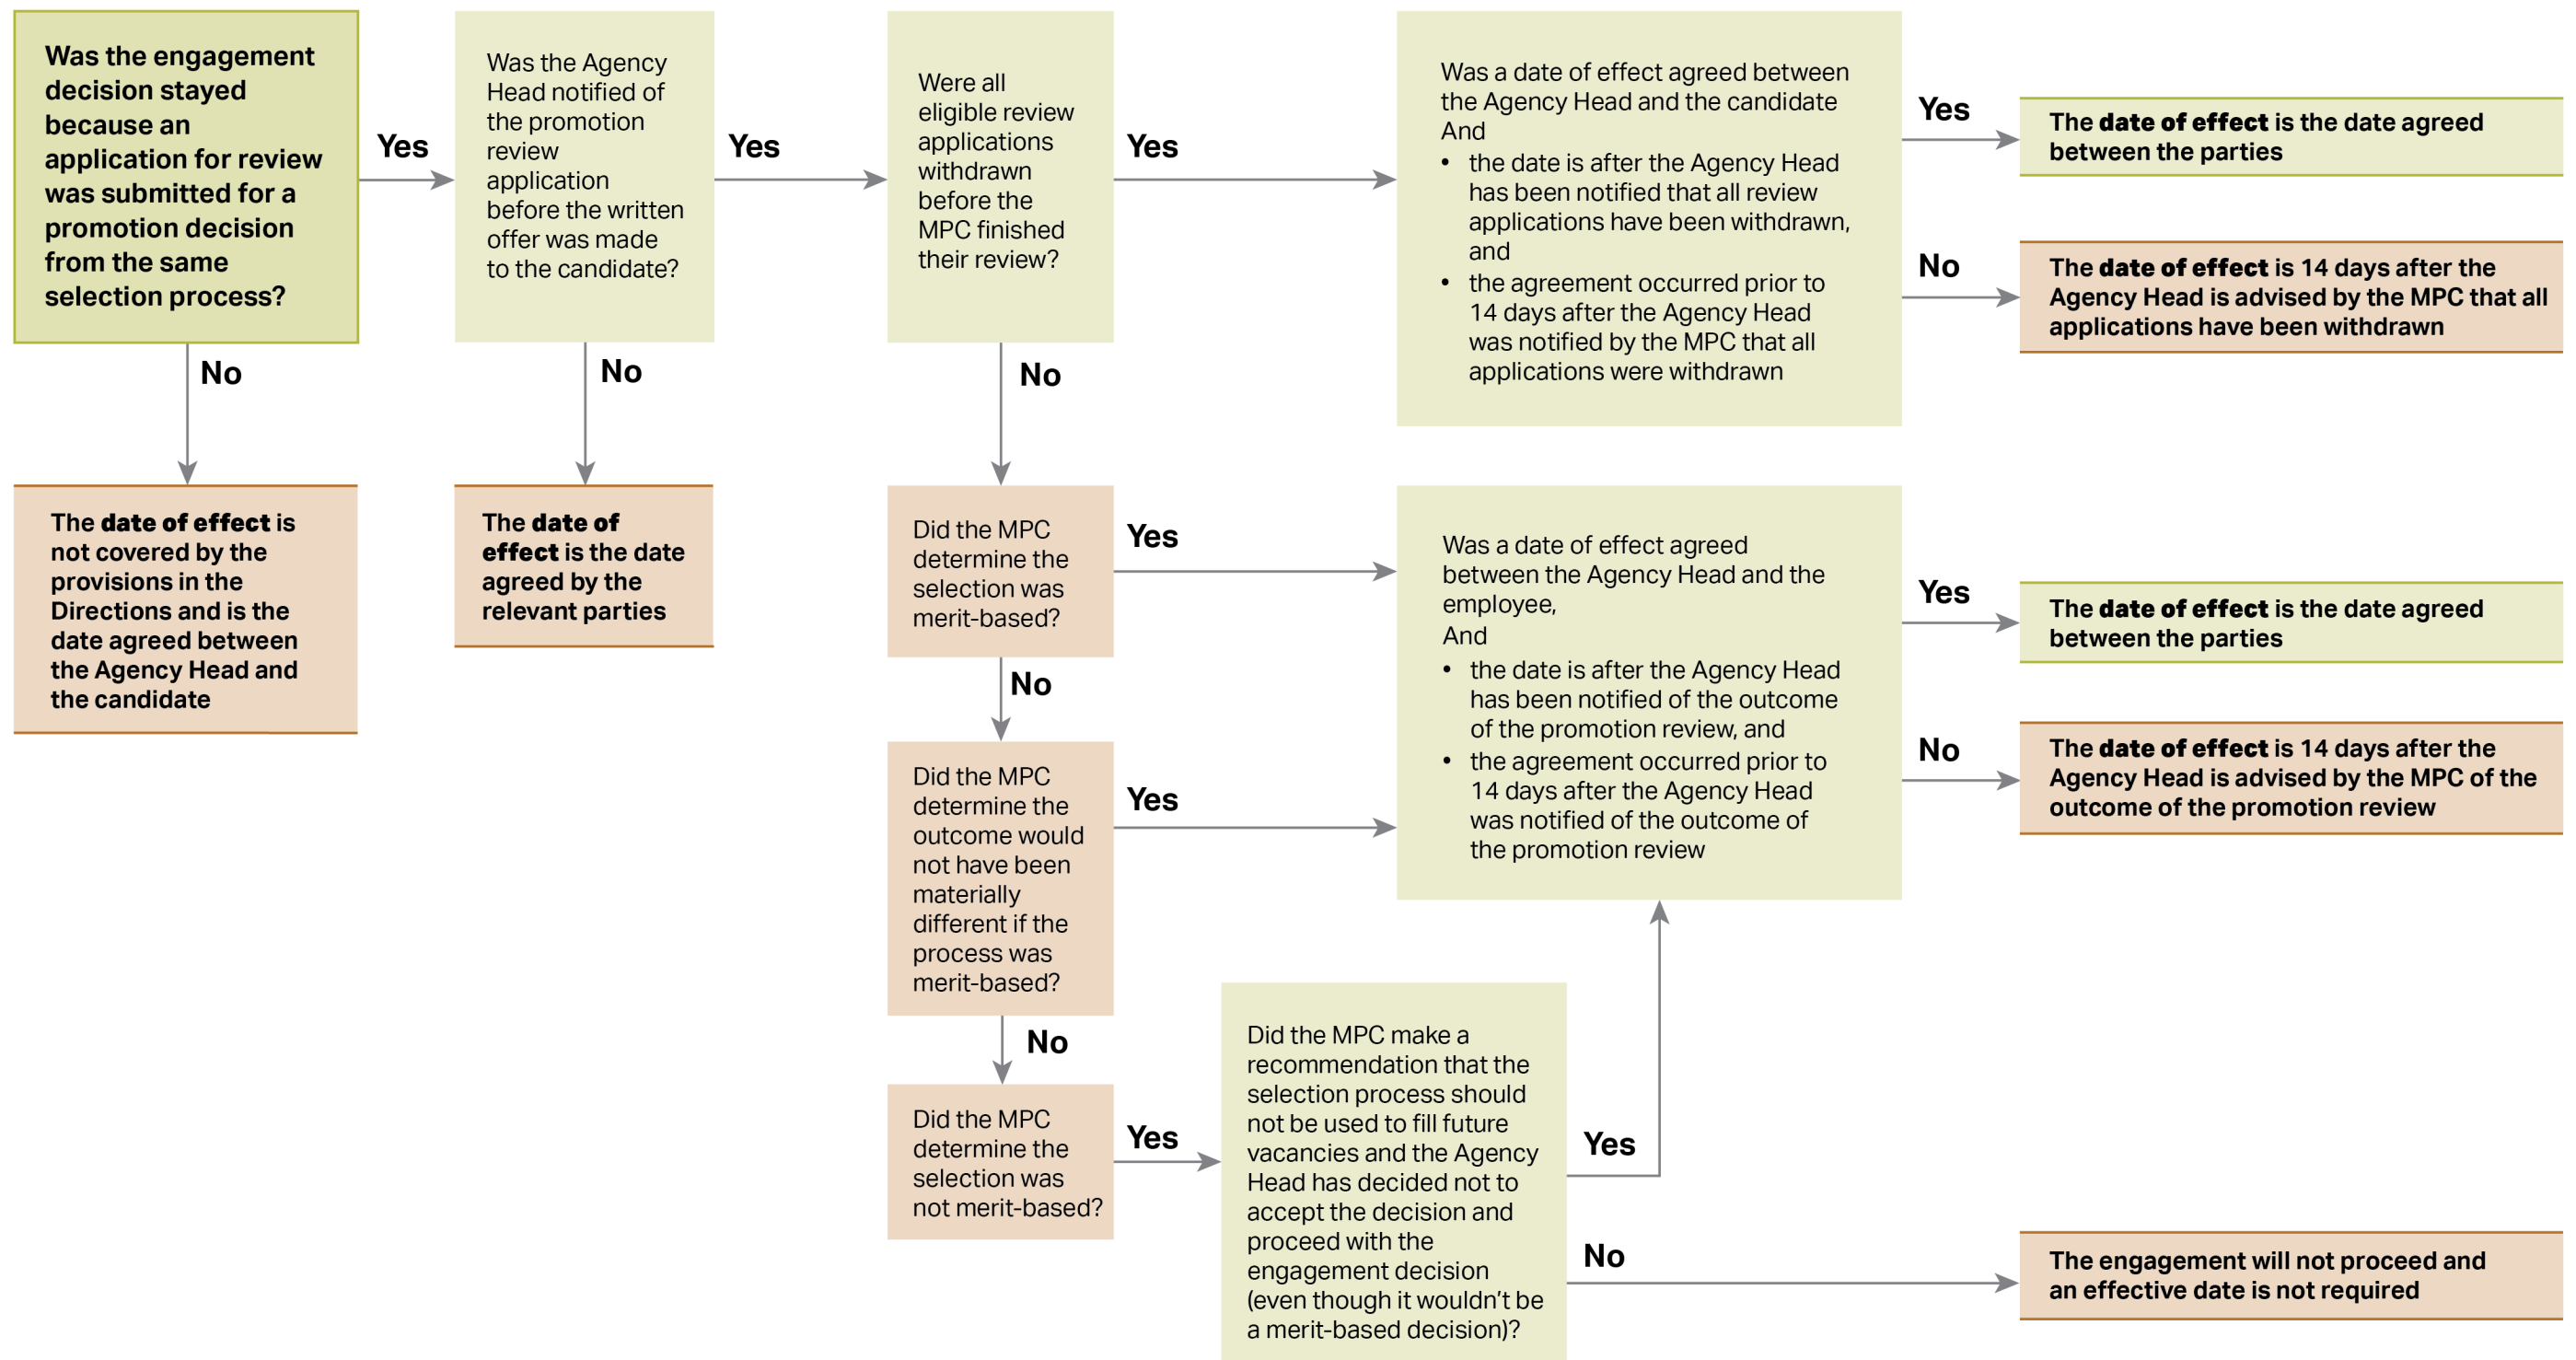 Was the engagement
decision stayed
because an
application for review
was submitted for a
promotion decision
from the same
selection process?
Yes
No
The date of effect is
not covered by the
provisions in the
Directions and is the
date agreed between
the Agency Head and
the candidate
Was the Agency
Head notified of
the promotion
review
application
before the written
offer was made
to the candidate?
Yes
No
The date of
effect is the date
agreed by the
relevant parties
Were all
eligible review
applications
withdrawn
before the
MPC finished
their review?
Yes
No
Was a date of effect agreed between
the Agency Head and the candidate
And
• the date is after the Agency Head
has been notified that all review
applications have been withdrawn,
and
• the agreement occurred prior to
14 days after the Agency Head
was notified by the MPC that all
applications were withdrawn
Yes
The date of effect is the date agreed
between the parties
No
The date of effect is 14 days after the
Agency Head is advised by the MPC that all
applications have been withdrawn
Did the MPC
determine the
selection was
merit-based?
Yes
No
Did the MPC
determine the
outcome would
not have been
materially
different if the
process was
merit-based?
Yes
No
Was a date of effect agreed
between the Agency Head and the
employee,
And
• the date is after the Agency Head
has been notified of the outcome
of the promotion review, and
• the agreement occurred prior to
14 days after the Agency Head
was notified of the outcome of
the promotion review
Yes
The date of effect is the date agreed
between the parties
No
The date of effect is 14 days after the
Agency Head is advised by the MPC of the
outcome of the promotion review
Did the MPC
determine the
selection was
not merit-based?
Yes
Did the MPC make a
recommendation that the
selection process should
not be used to fill future
vacancies and the Agency
Head has decided not to
accept the decision and
proceed with the
engagement decision
(even though it wouldn't be
a merit-based decision)?
Yes
No
The engagement will not proceed and
an effective date is not required